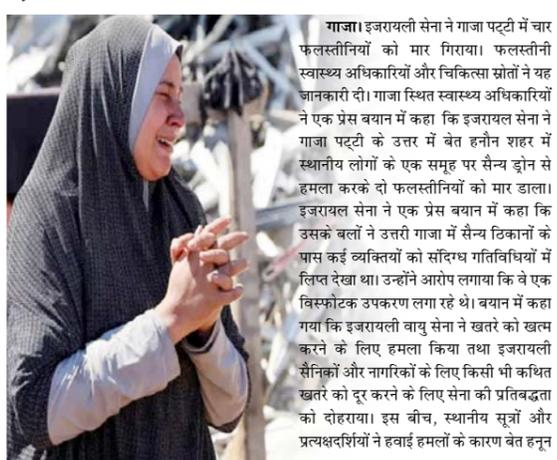 गाजा। इजरायली सेना ने गाजा पट्टी में चार
फलस्तीनियों को मार गिराया। फलस्तीनी
स्वास्थ्य अधिकारियों और चिकित्सा स्रोतों ने यह
जानकारी दी। गाजा स्थित स्वास्थ्य अधिकारियों
ने एक प्रेस बयान में कहा कि इजरायल सेना ने
गाजा पट्टी के उत्तर में बेत हनौन शहर में
स्थानीय लोगों के एक समूह पर सैन्य ड्रोन से
हमला करके दो फलस्तीनियों को मार डाला।
इजरायल सेना ने एक प्रेस बयान में कहा कि
उसके बलों ने उत्तरी गाजा में सैन्य ठिकानों के
पास कई व्यक्तियों को संदिग्ध गतिविधियों में
लिप्त देखा था। उन्होंने आरोप लगाया कि वे एक
विस्फोटक उपकरण लगा रहे थे। बयान में कहा
गया कि इजरायली वायु सेना ने खतरे को खत्म
करने के लिए हमला किया तथा इजरायली
सैनिकों और नागरिकों के लिए किसी भी कथित
खतरे को दूर करने के लिए सेना की प्रतिबद्धता
को दोहराया। इस बीच, स्थानीय सूत्रों और
प्रत्यक्षदर्शियों ने हवाई हमलों के कारण बेत हनून